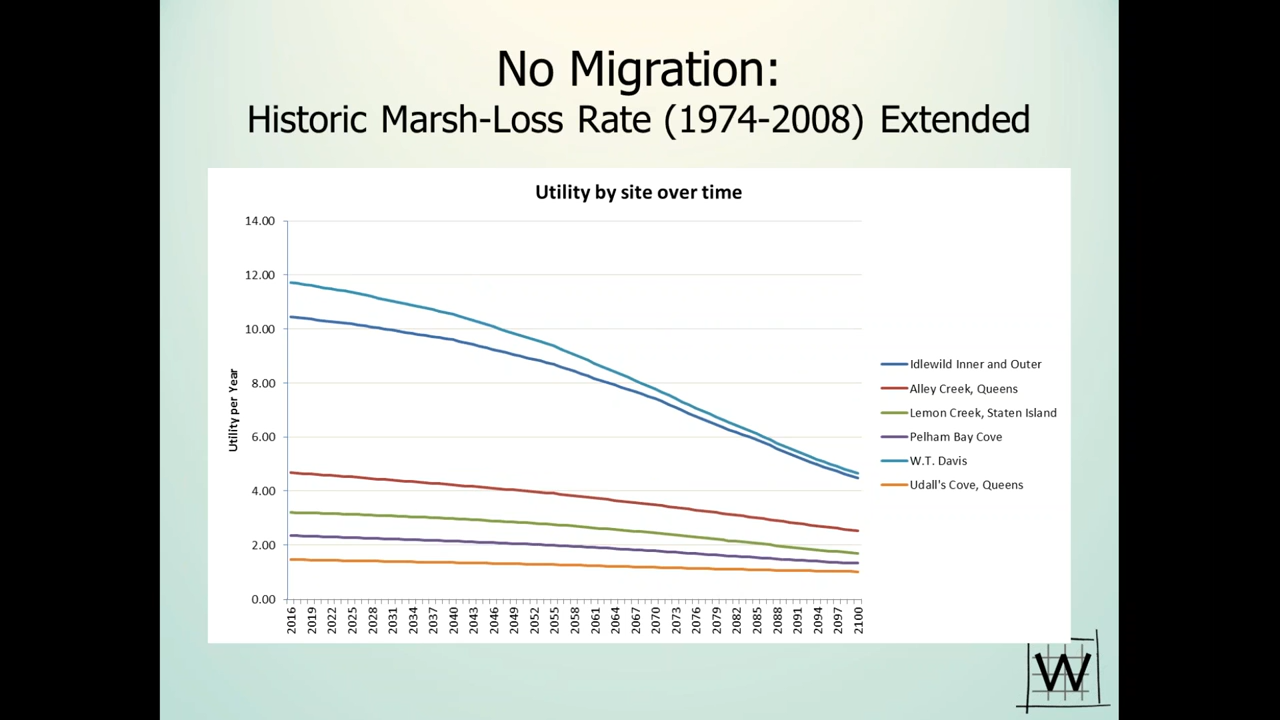 No Migration:
Historic Marsh-Loss Rate (1974-2008) Extended
Utility by site over time
14.00
12.00
10.00
8.00
6.00
4.00
2.00
0.00
Utility per Year
2016 2019 2022 2025 2028 2031 2034 2037 2040 2043 2046 2049 2052 2055 2058 2061 2064 2067 2070 2073 2076 2079 2082 2085 2088 2091 2094 2097 2100
Idlewild Inner and Outer
Alley Creek, Queens
Lemon Creek, Staten Island
Pelham Bay Cove
W.T. Davis
Udall's Cove, Queens
W